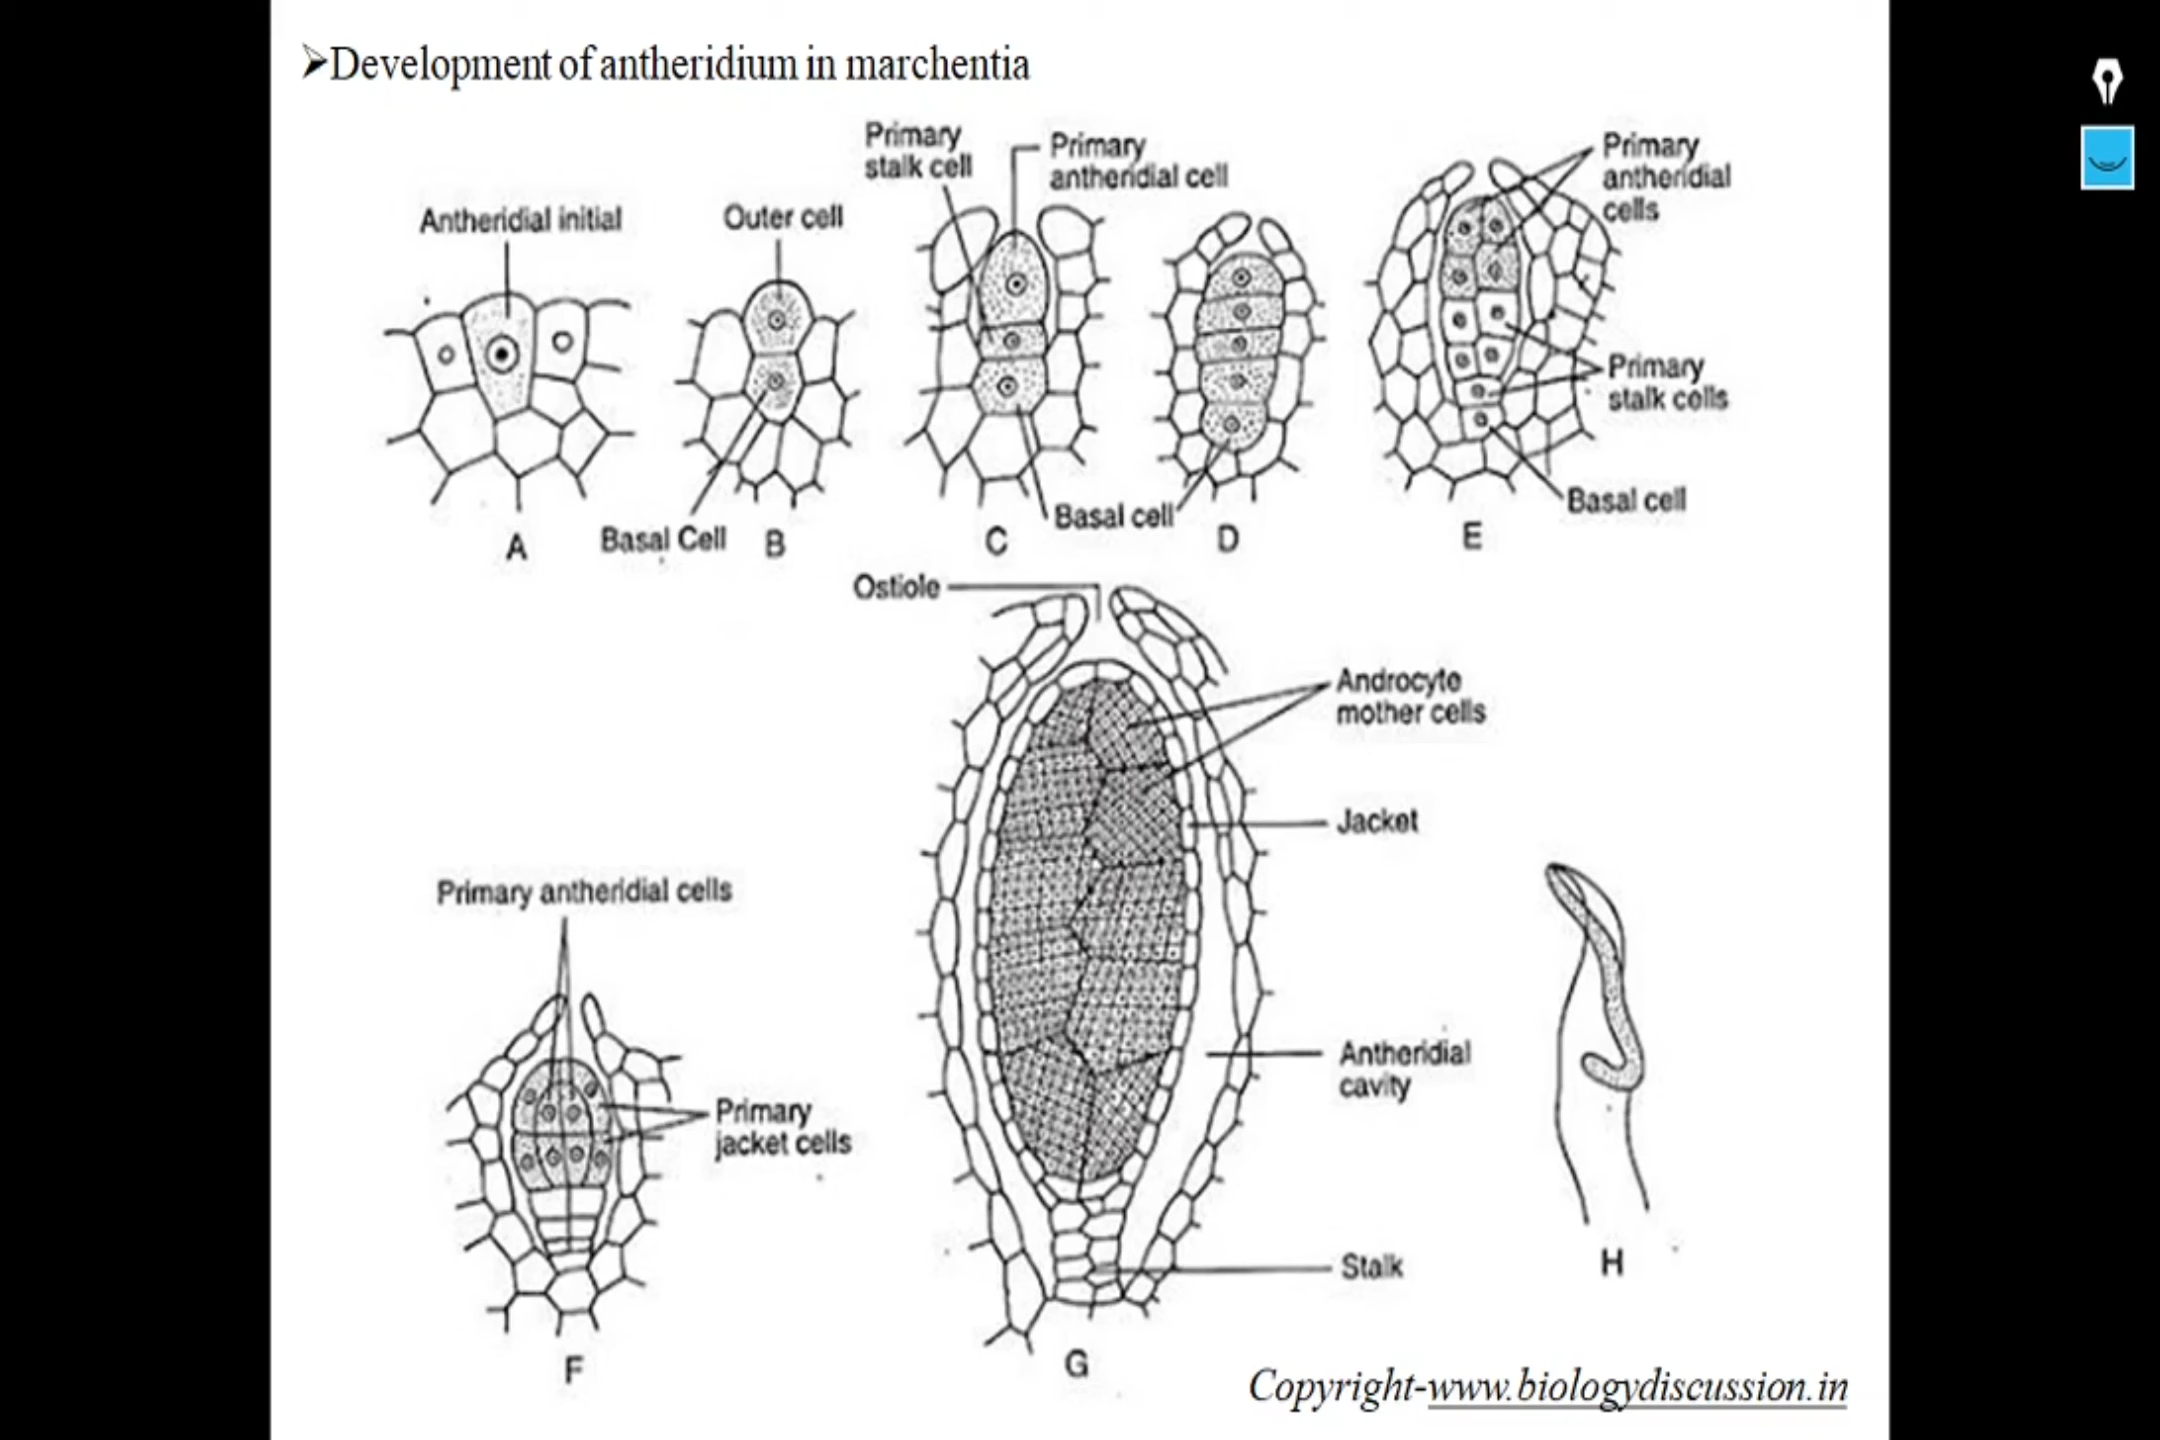 ➢Development of antheridium in marchentia
Primary
stalk cell
Primary
antheridial cell
Primary
antheridial
cells
Antheridial initial
Outer cell
Primary
stalk cells
Basal cell
Basal cell
Basal Cell
A
B
C
D
E
Ostiole
Androcyte
mother cells
Jacket
Primary antheridial cells
Antheridial
cavity
Primary
jacket cells
Stalk
H
G
F
Copyright-www.biologydiscussion.in